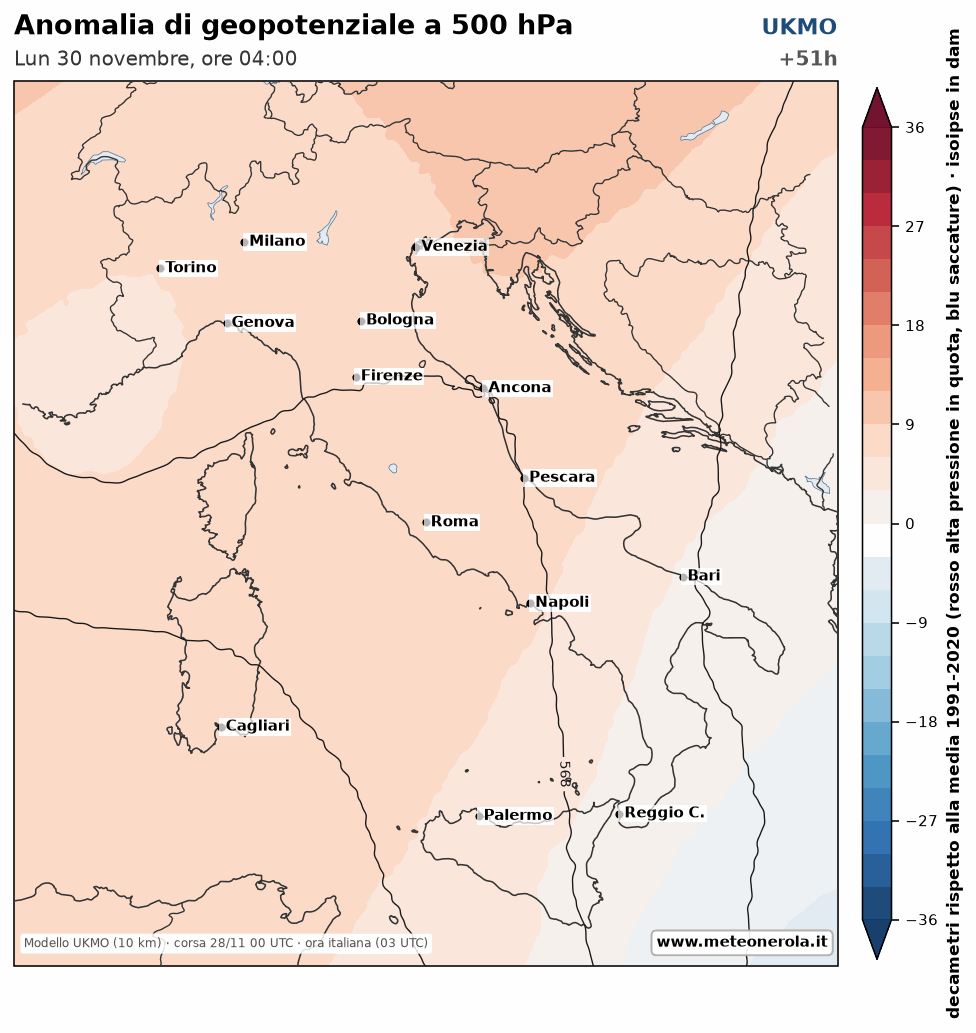 Anomalia di geopotenziale a 500 hPa
UKMO
Lun 30 novembre, ore 04:00
+51h
Milano
Venezia
Torino
Genova
Bologna
Firenze
Ancona
Pescara
Roma
Bari
Napoli
Cagliari
568
Palermo
Reggio C.
Modello UKMO (10 km) · corsa 28/11 00 UTC · ora italiana (03 UTC)
www.meteonerola.it
36
27
18
9
0
−9
−18
−27
−36
decametri rispetto alla media 1991-2020 (rosso alta pressione in quota, blu saccature) · isoipse in dam